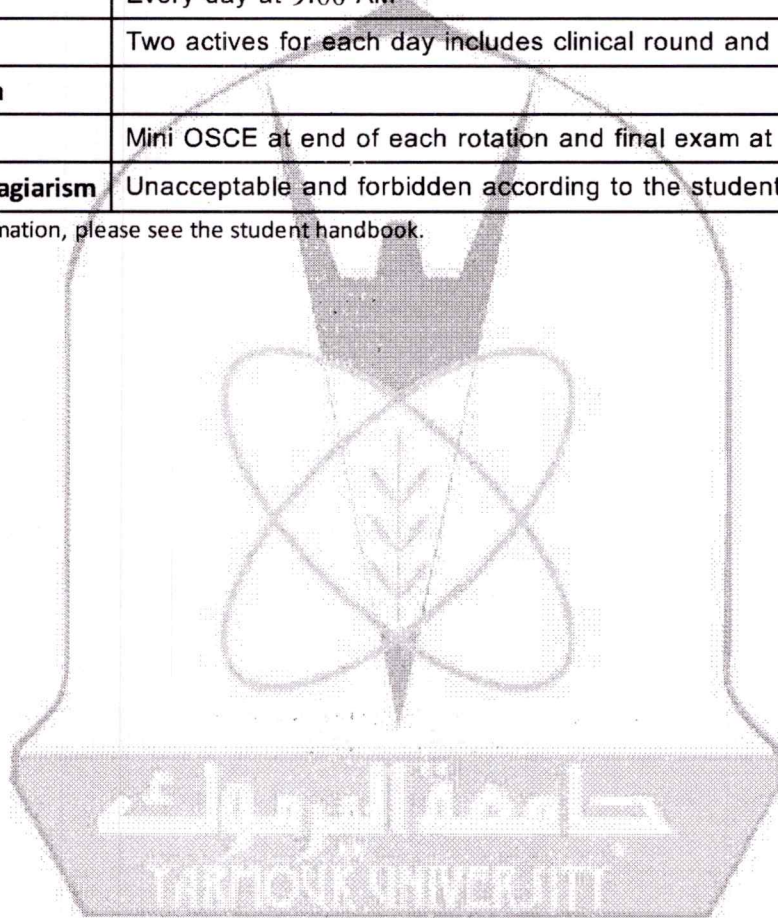 Every day at 9:00 AM
Two actives for each day includes clinical round and
Mini OSCE at end of each rotation and final exam at
agiarism Unacceptable and forbidden according to the student
mation, please see the student handbook.
جامعة اليرموك
YARMOUK UNIVERSITY